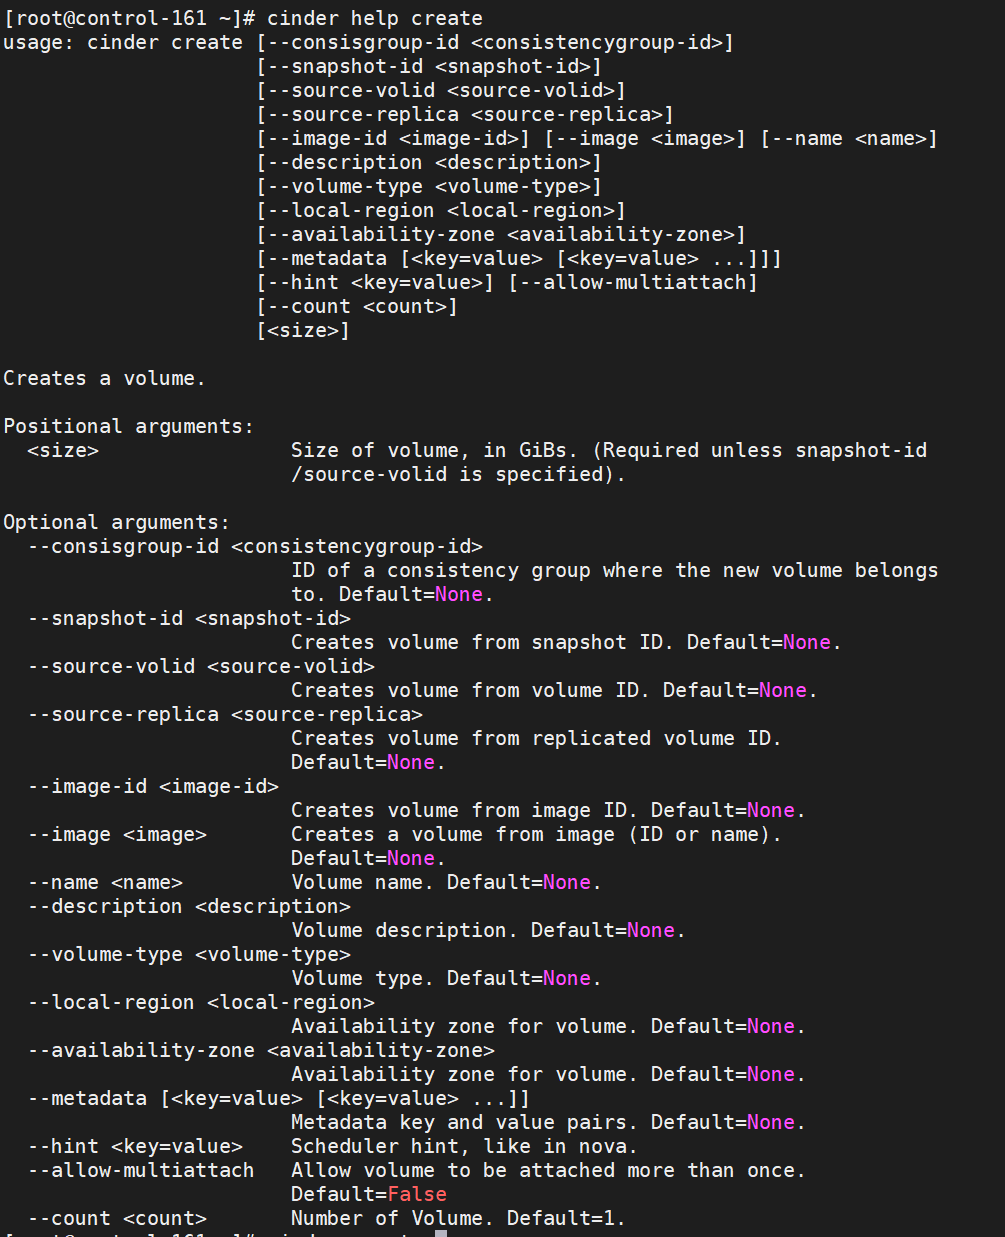 [root@control-161 ~]# cinder help create
usage: cinder create [--consisgroup-id <consistencygroup-id>]
[--snapshot-id <snapshot-id>]
[--source-volid <source-volid>]
[--source-replica <source-replica>]
[--image-id <image-id>] [--image <image>] [--name <name>]
[--description <description>]
[--volume-type <volume-type>]
[--local-region <local-region>]
[--availability-zone <availability-zone>]
[--metadata [<key=value> [<key=value> ...]]]
[--hint <key=value>] [--allow-multiattach]
[--count <count>]
[<size>]
Creates a volume.
Positional arguments:
<size> Size of volume, in GiBs. (Required unless snapshot-id
/source-volid is specified).
Optional arguments:
--consisgroup-id <consistencygroup-id>
ID of a consistency group where the new volume belongs
to. Default=None.
--snapshot-id <snapshot-id>
Creates volume from snapshot ID. Default=None.
--source-volid <source-volid>
Creates volume from volume ID. Default=None.
--source-replica <source-replica>
Creates volume from replicated volume ID.
Default=None.
--image-id <image-id>
Creates volume from image ID. Default=None.
--image <image> Creates a volume from image (ID or name).
Default=None.
--name <name> Volume name. Default=None.
--description <description>
Volume description. Default=None.
--volume-type <volume-type>
Volume type. Default=None.
--local-region <local-region>
Availability zone for volume. Default=None.
--availability-zone <availability-zone>
Availability zone for volume. Default=None.
--metadata [<key=value> [<key=value> ...]]
Metadata key and value pairs. Default=None.
--hint <key=value> Scheduler hint, like in nova.
--allow-multiattach Allow volume to be attached more than once.
Default=False
--count <count> Number of Volume. Default=1.